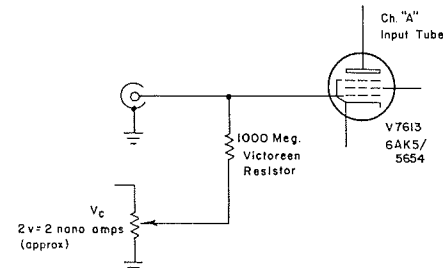 Ch. "A"
Input Tube
V7613
6AK5/
5654
1000 Meg.
Victoreen
Resistor
Vc
2v=2 nano amps
(approx)